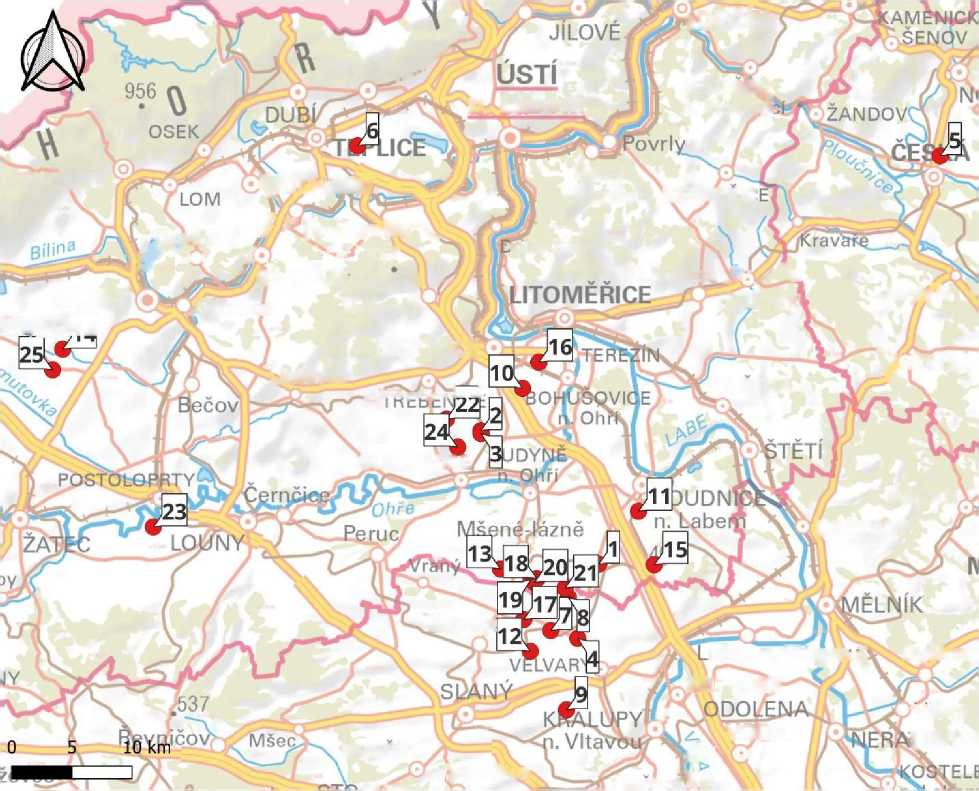 KAMENICK
ŠENOV
JÍLOVÉ
R
Y
ÚSTÍ
956
O
DUBÍ
OSEK
H
6
TEPLICE
Povrly
ŽANDOV
5
ČESKÁ
Ploučnice
LOM
E
Kravaře
Bílina
LITOMĚŘICE
25
16
TEREZÍN
10
BOHUŠOVICE
n. Ohří
Bečov
22
2
24
3
BUDYNĚ
n. Ohří
LABE
ŠTĚTÍ
POSTOLOPRTY
Černčice
23
Ohře
11
n. Labem
ŽATEC
LOUNY
Peruc
Mšené-lázně
13
18
20
21
1
15
Vraný
19
17
7
8
MĚLNÍK
12
4
VELVARY
SLANÝ
9
537
KRALUPY
n. Vltavou
ODOLENA
Řevničov
Mšec
NERA
0 5 10 km
KOSTELE